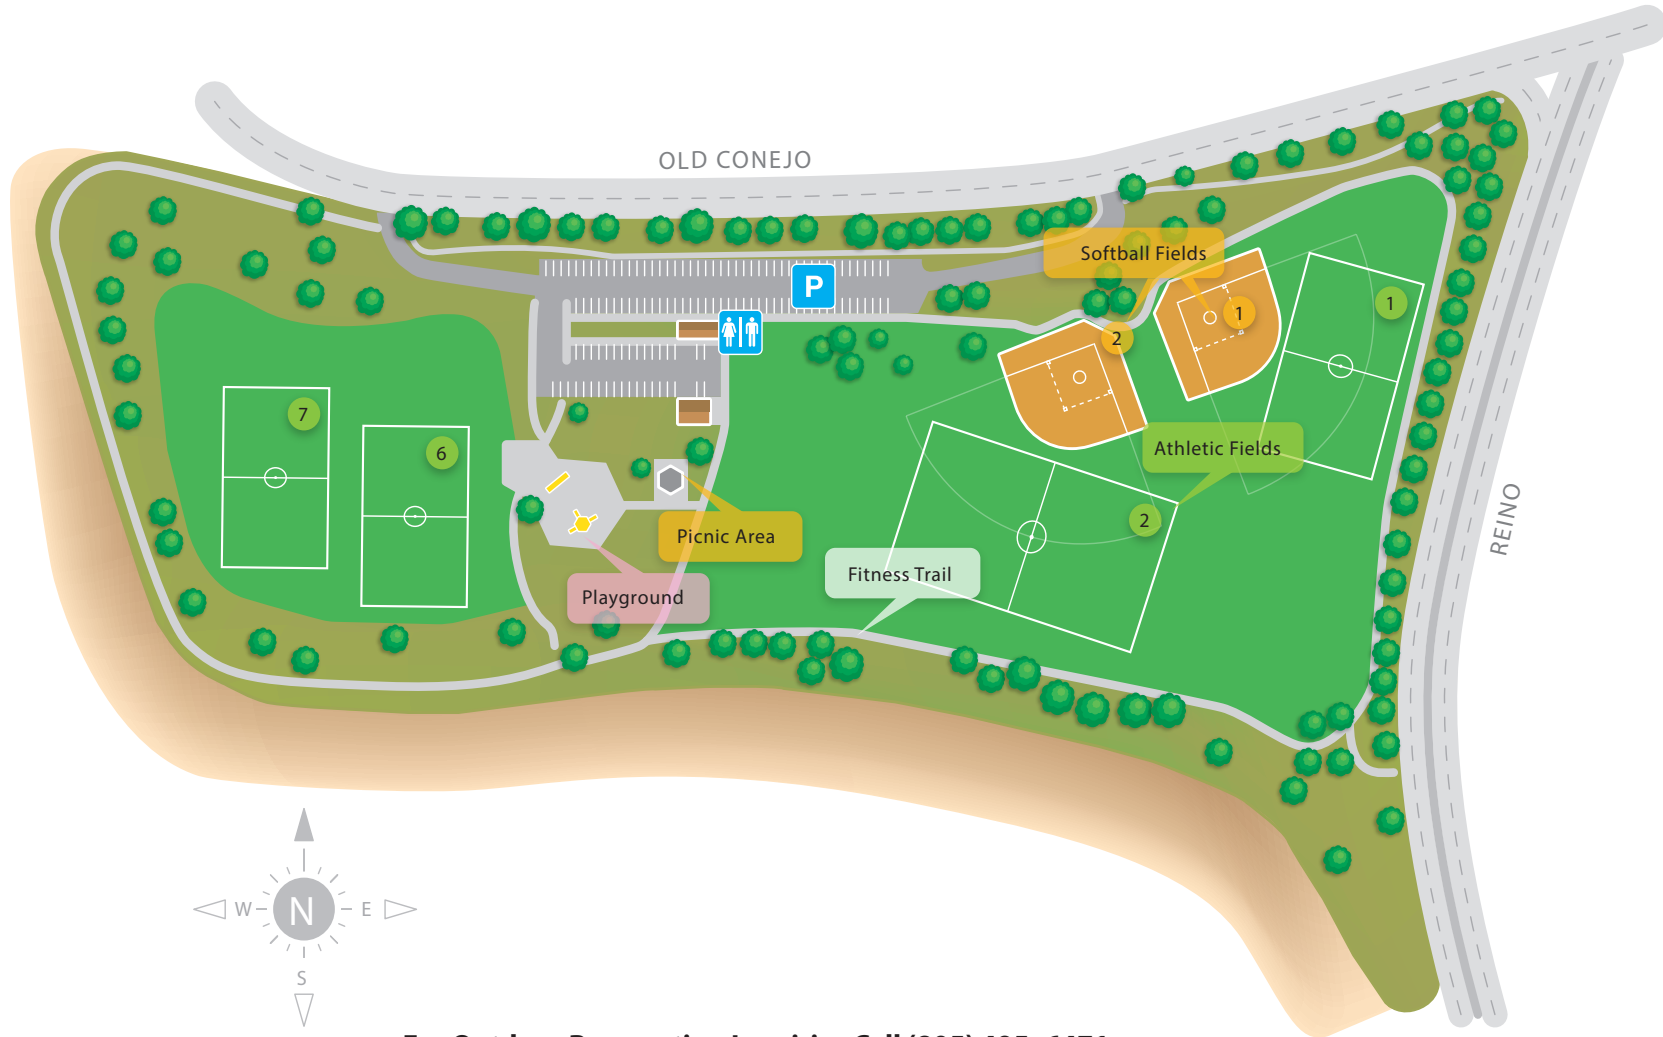 OLD CONEJO
Softball Fields
P
1
1
2
7
6
Athletic Fields
2
Picnic Area
Fitness Trail
Playground
REINO
W
N
E
S